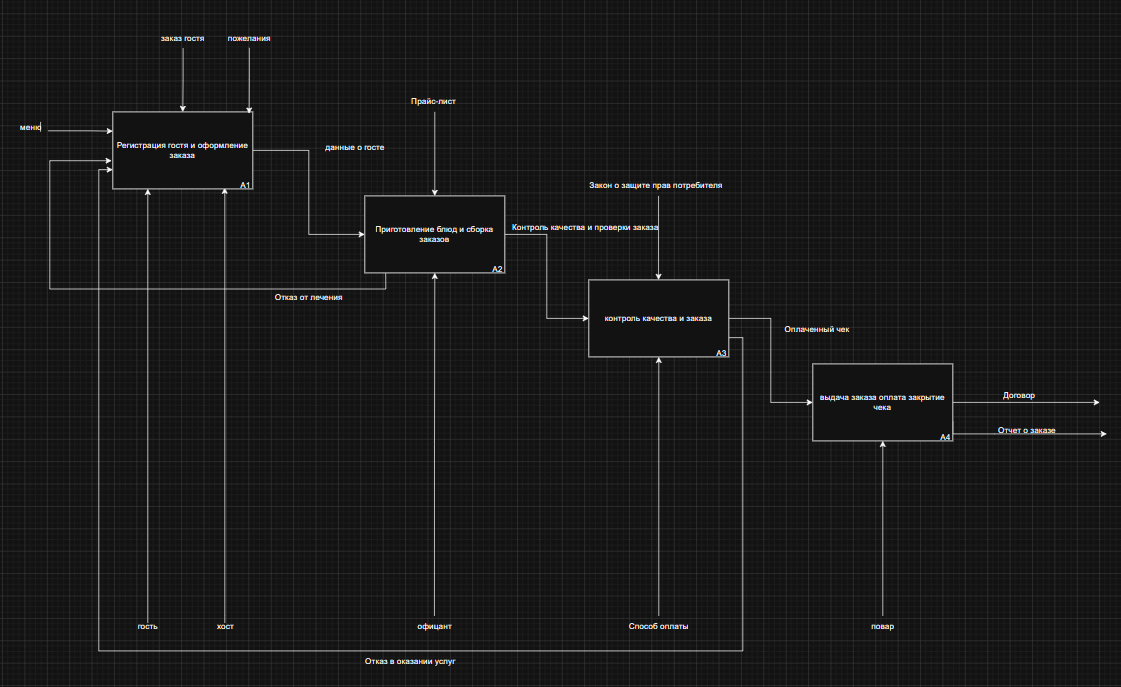 заказ гостя
пожелания
меню
Регистрация гостя и оформление
заказа
A1
данные о госте
Прайс-лист
Приготовление блюд и сборка
заказов
A2
Отказ от лечения
Закон о защите прав потребителя
Контроль качества и проверки заказа
контроль качества и заказа
A3
Оплаченный чек
выдача заказа оплата закрытие
чека
A4
Договор
Отчет о заказе
гость
хост
официант
Способ оплаты
повар
Отказ в оказании услуг